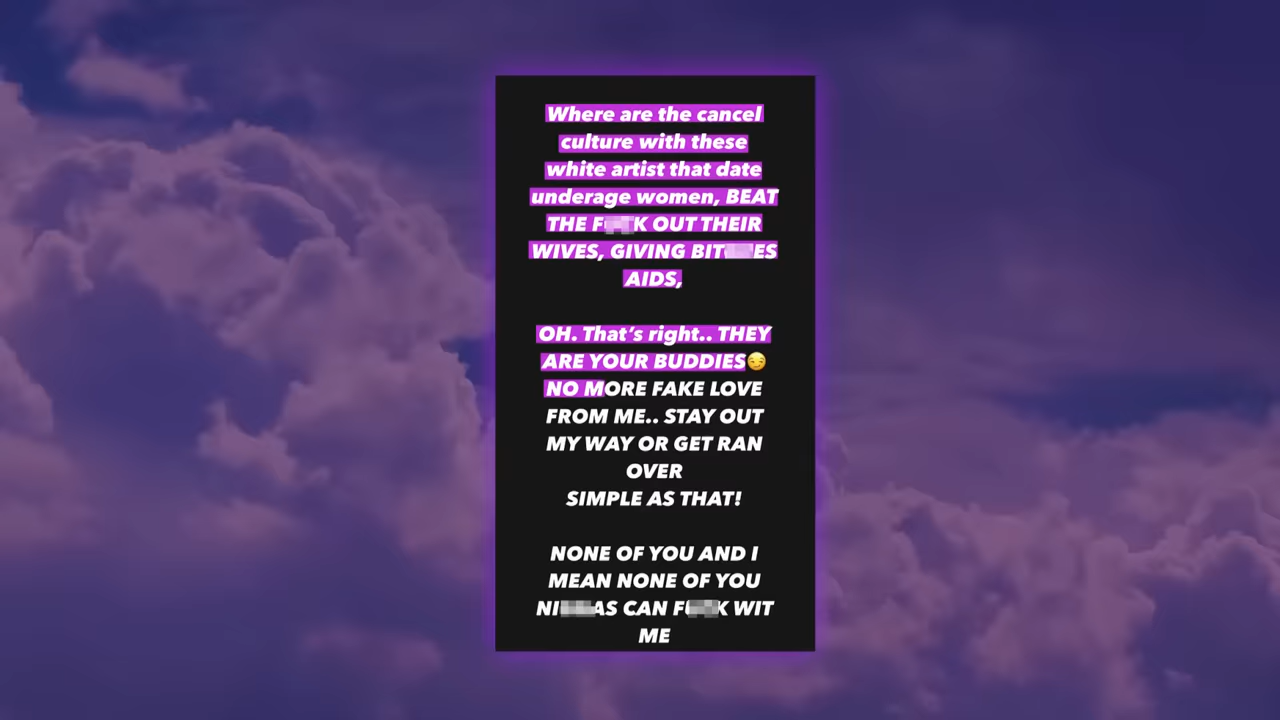 Where are the cancel
culture with these
white artist that date
underage women, BEAT
THE F K OUT THEIR
WIVES, GIVING BIT ES
AIDS,
OH. That's right.. THEY
ARE YOUR BUDDIES😏
NO MORE FAKE LOVE
FROM ME.. STAY OUT
MY WAY OR GET RAN
OVER
SIMPLE AS THAT!
NONE OF YOU AND I
MEAN NONE OF YOU
NI AS CAN F K WIT
ME